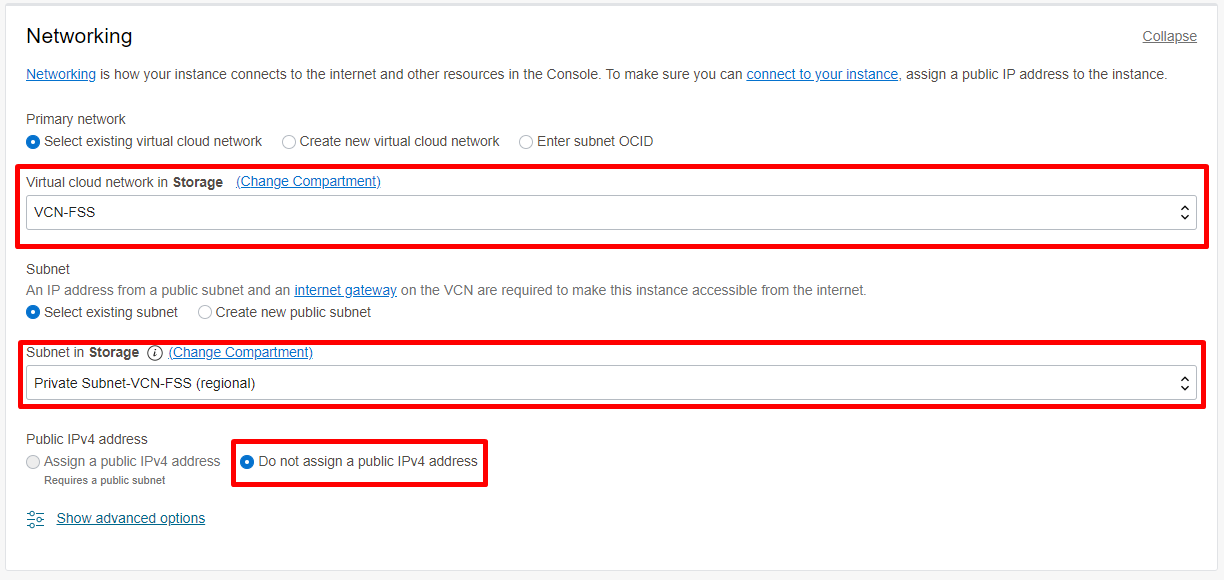 Networking
Collapse
Networking is how your instance connects to the internet and other resources in the Console. To make sure you can connect to your instance, assign a public IP address to the instance.
Primary network
Select existing virtual cloud network Create new virtual cloud network Enter subnet OCID
Virtual cloud network in Storage (Change Compartment)
VCN-FSS
Subnet
An IP address from a public subnet and an internet gateway on the VCN are required to make this instance accessible from the internet.
Select existing subnet Create new public subnet
Subnet in Storage i (Change Compartment)
Private Subnet-VCN-FSS (regional)
Public IPv4 address
Assign a public IPv4 address Do not assign a public IPv4 address
Requires a public subnet
Show advanced options